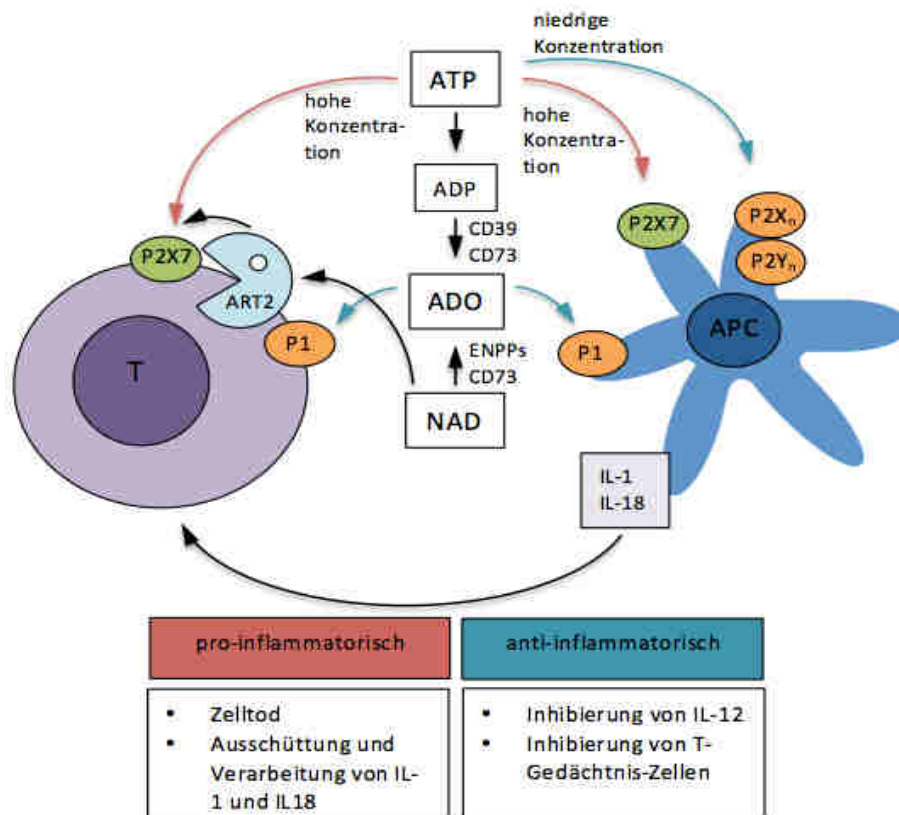 niedrige
Konzentration
ATP
hohe
Konzentra-
tion
hohe
Konzentra-
tion
ADP
CD39
CD73
P2X7
ART2
P1
T
ADO
ENPPs
CD73
NAD
P2X7
P2Xn
P2Yn
APC
P1
IL-1
IL-18
pro-inflammatorisch
• Zelltod
• Ausschüttung und
Verarbeitung von IL-
1 und IL18
anti-inflammatorisch
• Inhibierung von IL-12
• Inhibierung von T-
Gedächtnis-Zellen